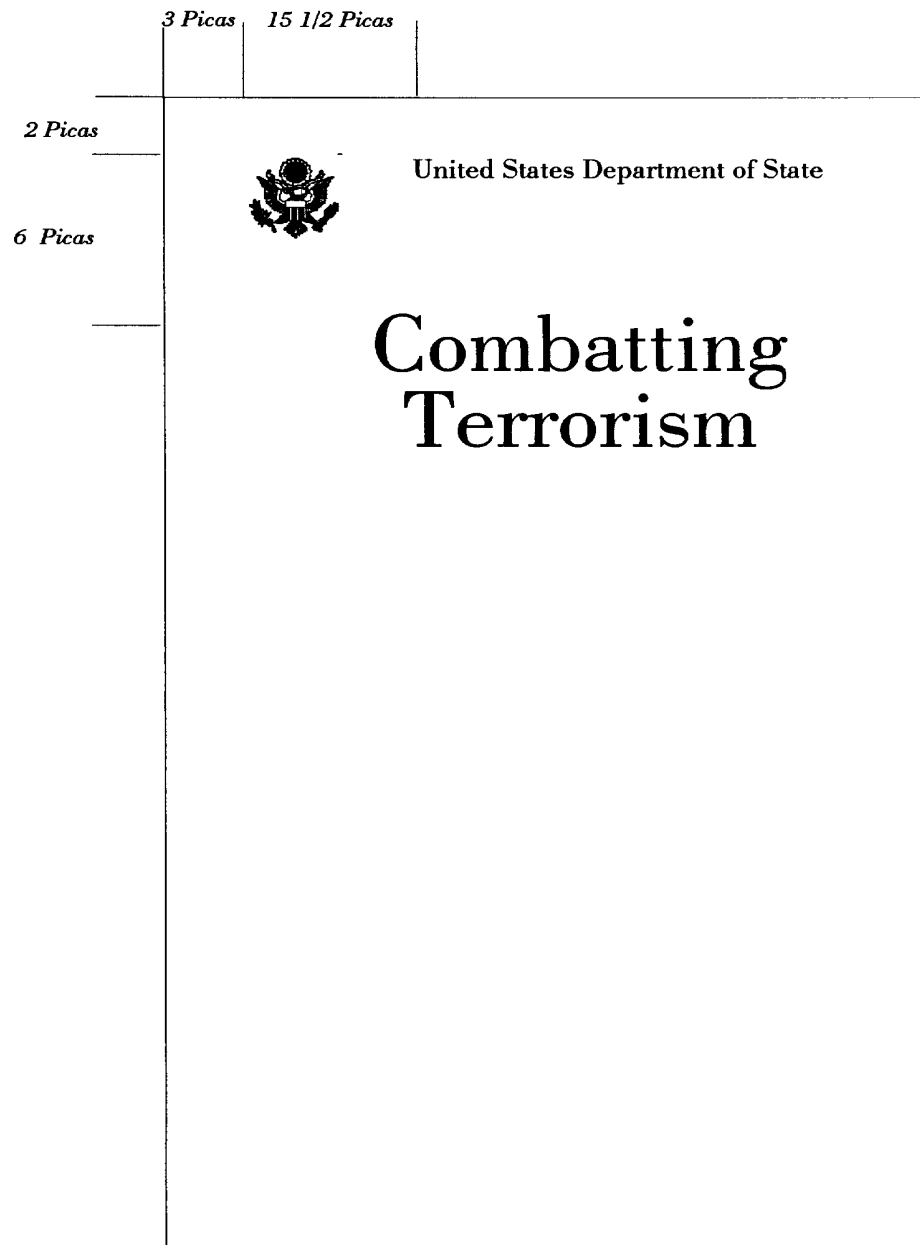 3 Picas 15 1/2 Picas
2 Picas
United States Department of State
6 Picas
Combatting
Terrorism